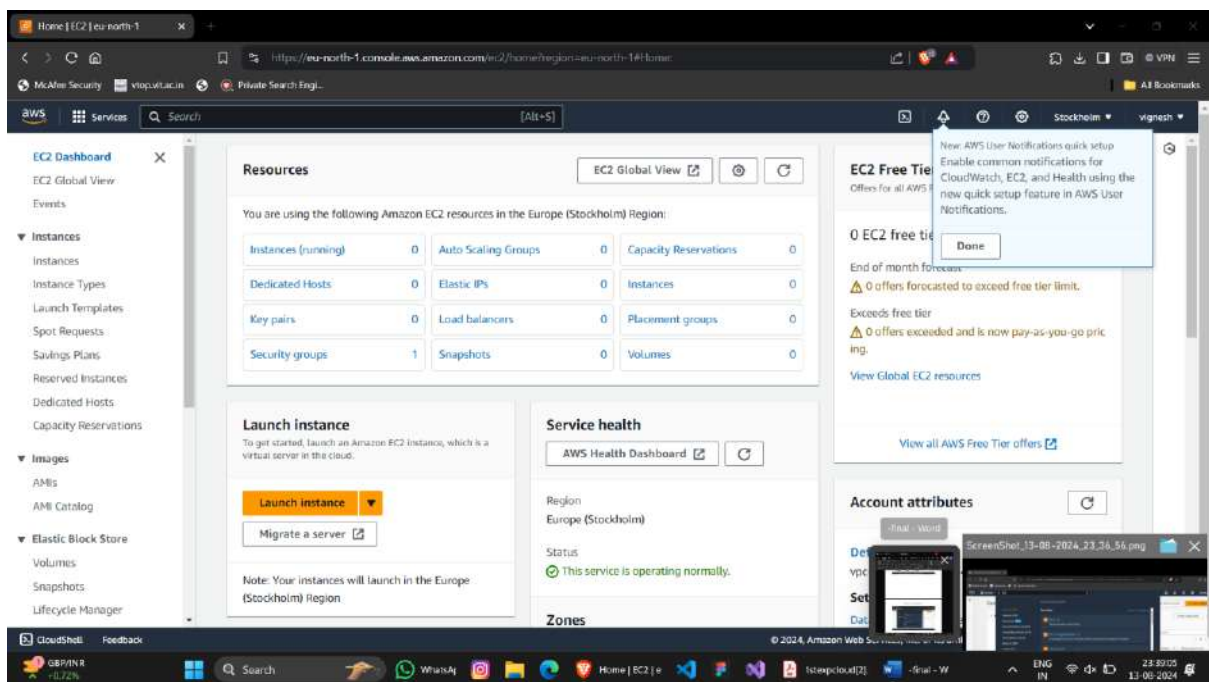 Home | EC2 | eu-north-1
https://eu-north-1.console.aws.amazon.com/ec2/home?region=eu-north-1#Home:
VPN
McAfee Security
vtop.vit.ac.in
Private Search Engi...
All Bookmarks
aws
Services
Search
[Alt+S]
Stockholm
vignesh
EC2 Dashboard
EC2 Global View
Events
Instances
Instances
Instance Types
Launch Templates
Spot Requests
Savings Plans
Reserved Instances
Dedicated Hosts
Capacity Reservations
Images
AMIs
AMI Catalog
Elastic Block Store
Volumes
Snapshots
Lifecycle Manager
Resources
EC2 Global View
You are using the following Amazon EC2 resources in the Europe (Stockholm) Region:
Instances (running) 0 Auto Scaling Groups 0 Capacity Reservations 0
Dedicated Hosts 0 Elastic IPs 0 Instances 0
Key pairs 0 Load balancers 0 Placement groups 0
Security groups 1 Snapshots 0 Volumes 0
Launch instance
To get started, launch an Amazon EC2 instance, which is a
virtual server in the cloud.
Launch instance
Migrate a server
Note: Your instances will launch in the Europe
(Stockholm) Region
Service health
AWS Health Dashboard
Region
Europe (Stockholm)
Status
This service is operating normally.
Zones
EC2 Free Tie
Offers for all AWS
0 EC2 free tie
End of month forecast
0 offers forecasted to exceed free tier limit.
Exceeds free tier
0 offers exceeded and is now pay-as-you-go pric
ing.
View Global EC2 resources
View all AWS Free Tier offers
New: AWS User Notifications quick setup
Enable common notifications for
CloudWatch, EC2, and Health using the
new quick setup feature in AWS User
Notifications.
Done
Account attributes
-final - Word
ScreenShot_13-08-2024_23_36_56.png
De
vpc
Set
Dat
CloudShell
Feedback
© 2024, Amazon Web
GBP/INR
+0.72%
Search
WhatsA
Home | EC2 | e
1stexpcloud[2]
-final - W
ENG
IN
23:39:05
13-08-2024